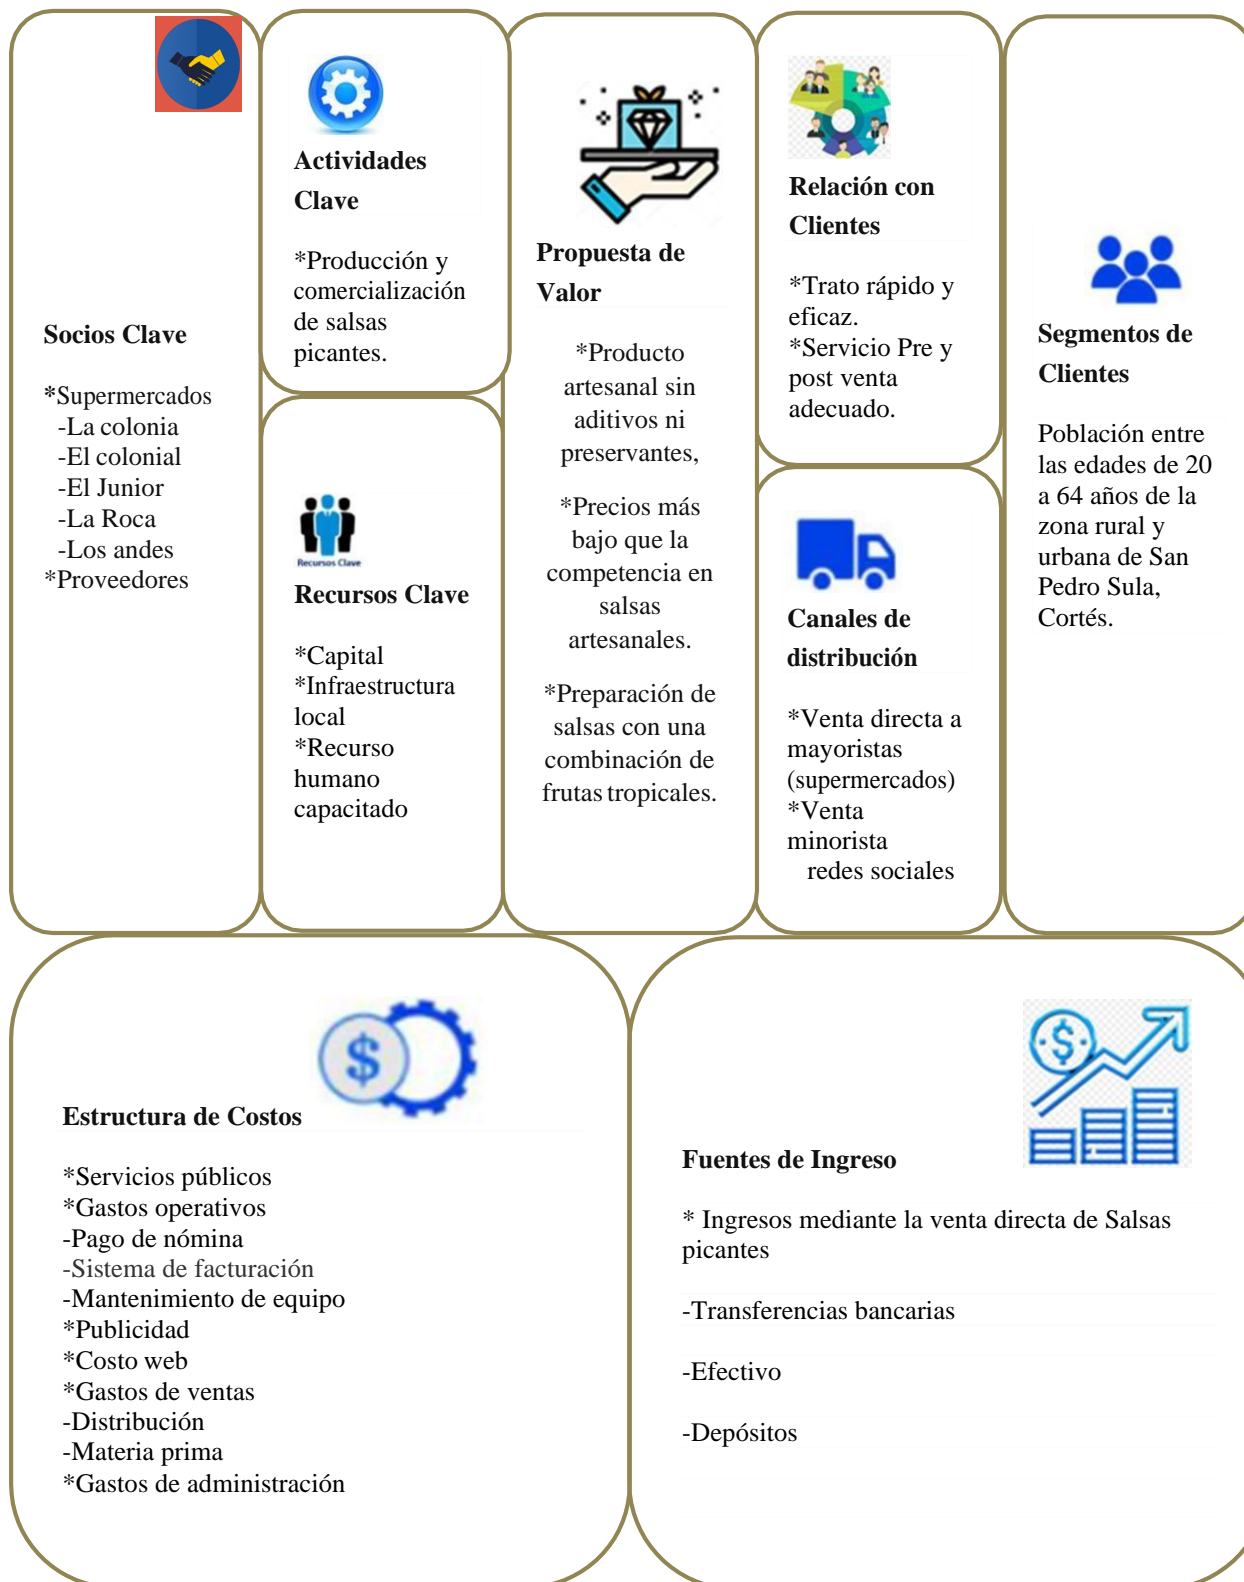 Socios Clave
*Supermercados
-La colonia
-El colonial
-El Junior
-La Roca
-Los andes
*Proveedores
Actividades
Clave
*Producción y
comercialización
de salsas
picantes.
Recursos Clave
Recursos Clave
*Capital
*Infraestructura
local
*Recurso
humano
capacitado
Propuesta de
Valor
*Producto
artesanal sin
aditivos ni
preservantes,
*Precios más
bajo que la
competencia en
salsas
artesanales.
*Preparación de
salsas con una
combinación de
frutas tropicales.
Relación con
Clientes
*Trato rápido y
eficaz.
*Servicio Pre y
post venta
adecuado.
Canales de
distribución
*Venta directa a
mayoristas
(supermercados)
*Venta
minorista
redes sociales
Segmentos de
Clientes
Población entre
las edades de 20
a 64 años de la
zona rural y
urbana de San
Pedro Sula,
Cortés.
$
Estructura de Costos
*Servicios públicos
*Gastos operativos
-Pago de nómina
-Sistema de facturación
-Mantenimiento de equipo
*Publicidad
*Costo web
*Gastos de ventas
-Distribución
-Materia prima
*Gastos de administración
$
Fuentes de Ingreso
* Ingresos mediante la venta directa de Salsas
picantes
-Transferencias bancarias
-Efectivo
-Depósitos